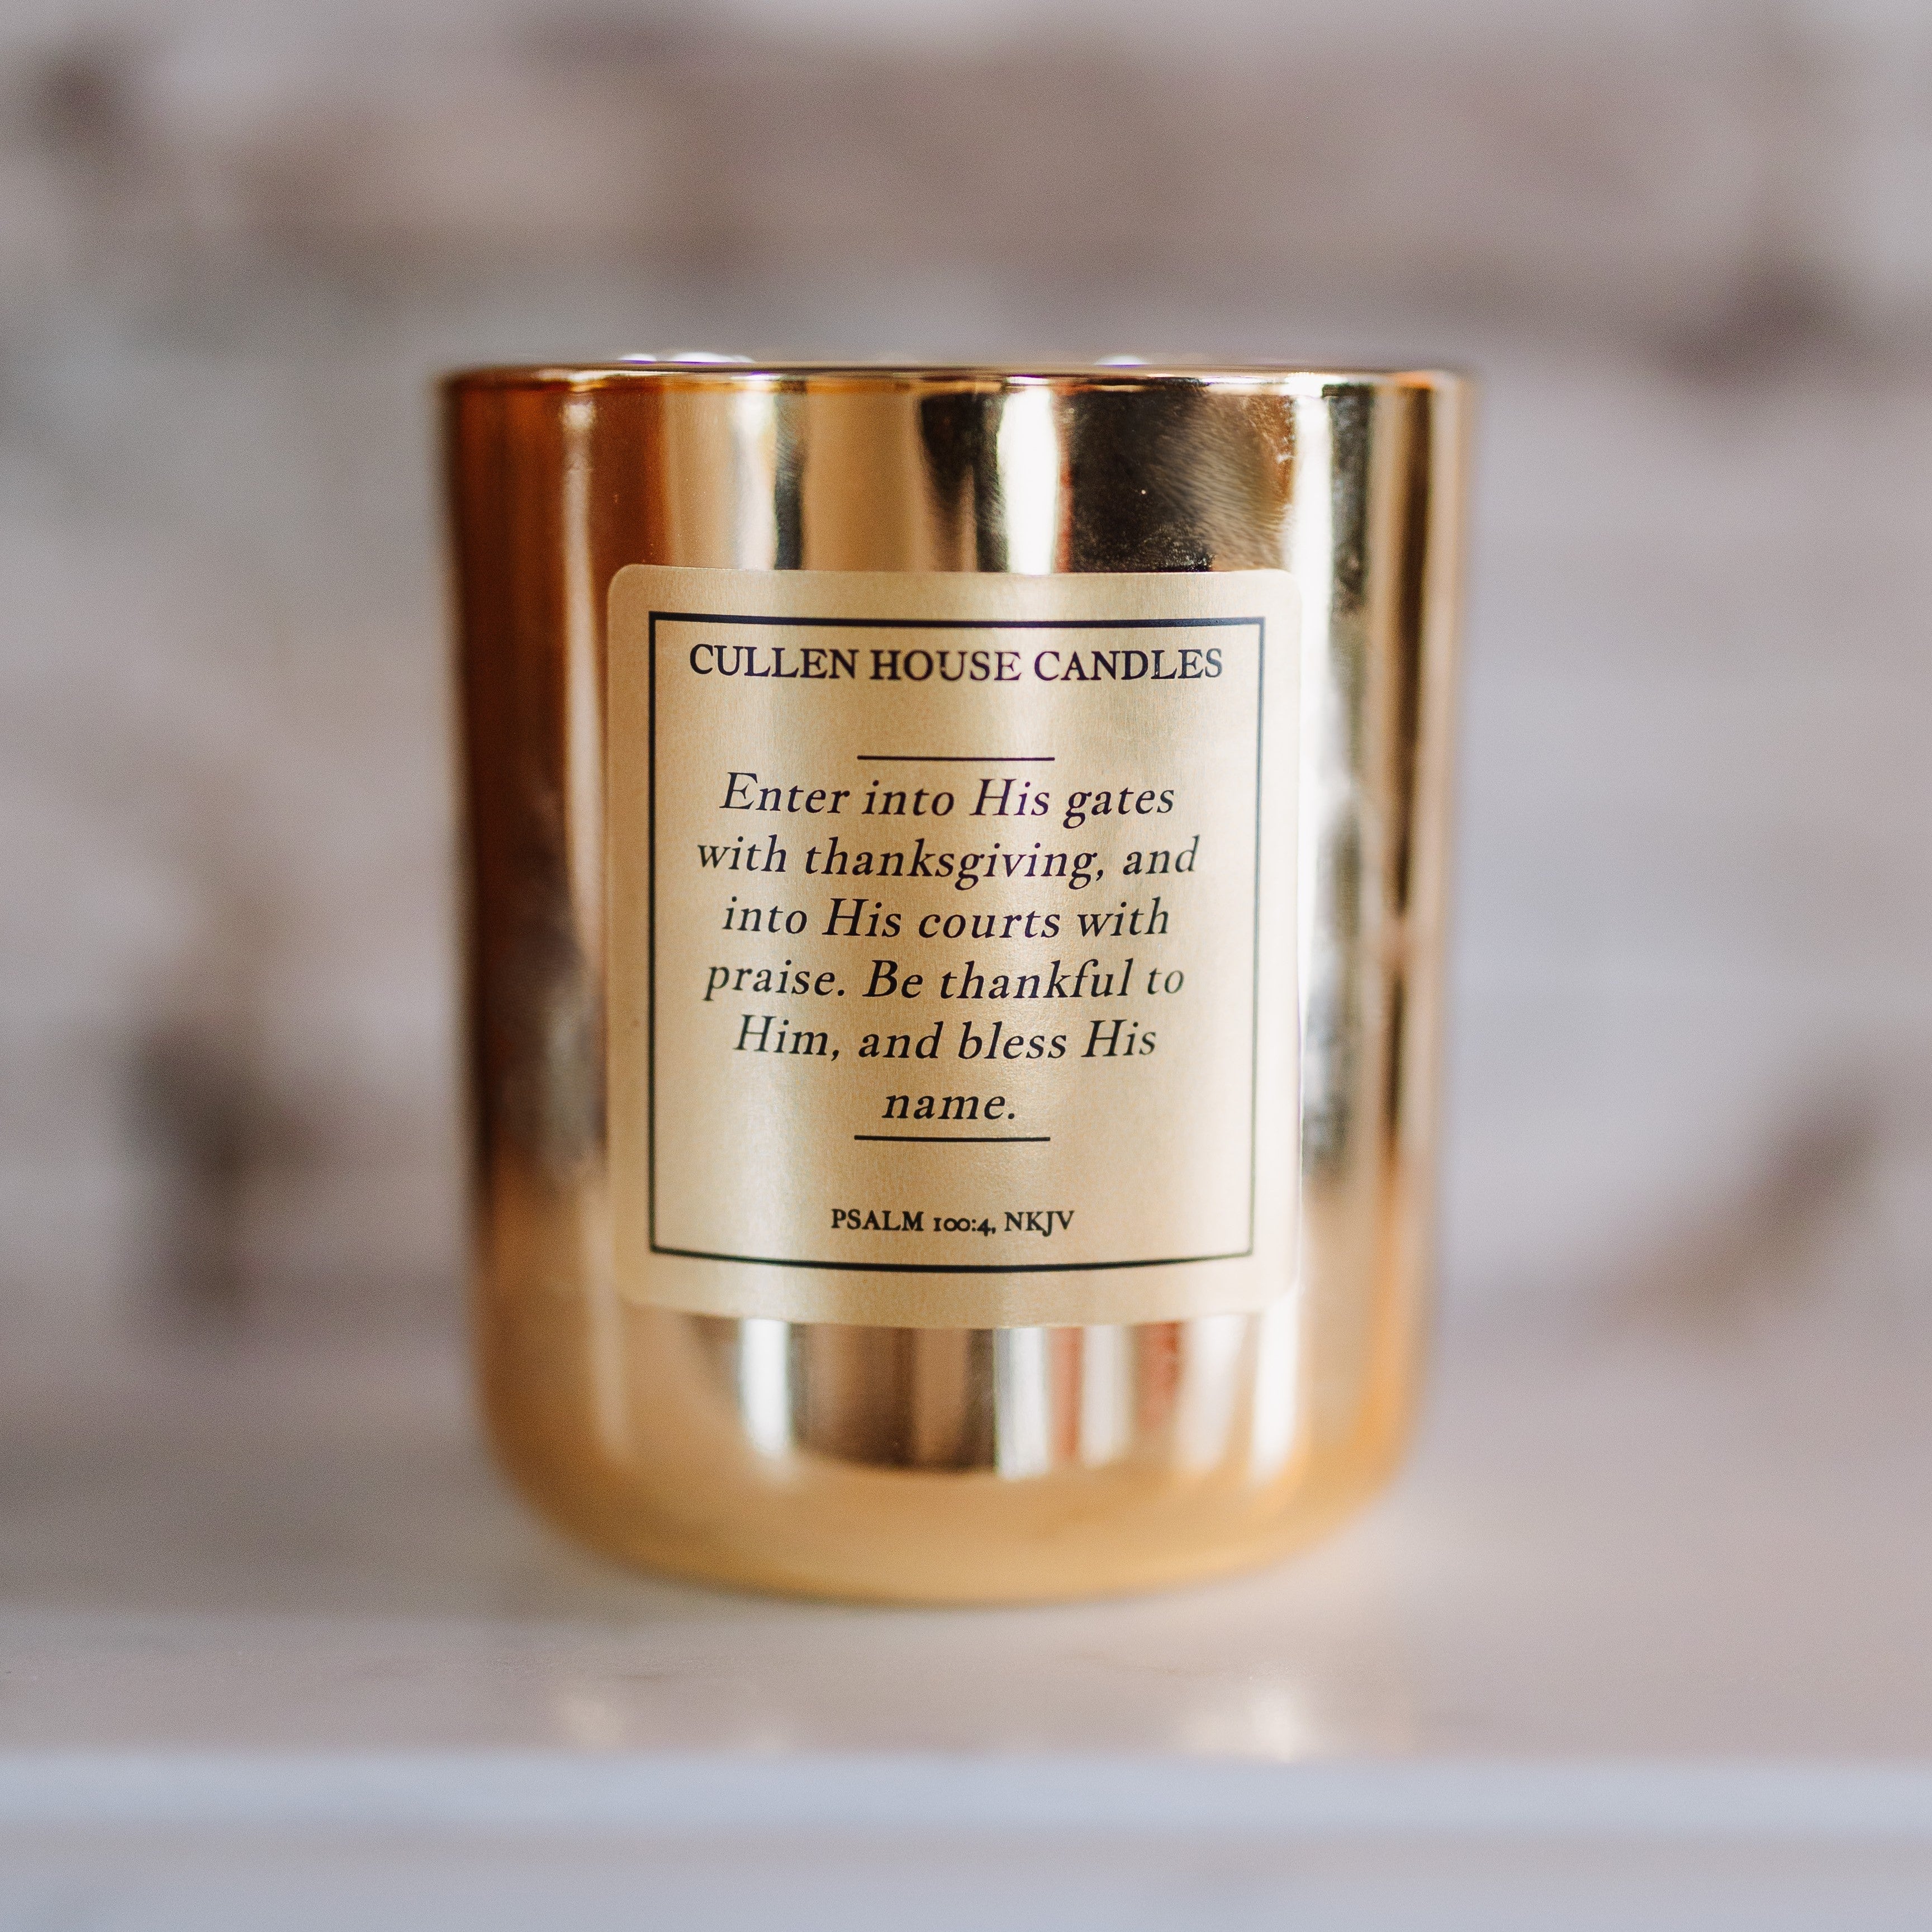 CULLEN HOUSE CANDLES
Enter into His gates
with thanksgiving, and
into His courts with
praise. Be thankful to
Him, and bless His
name.
PSALM 100:4, NKJV